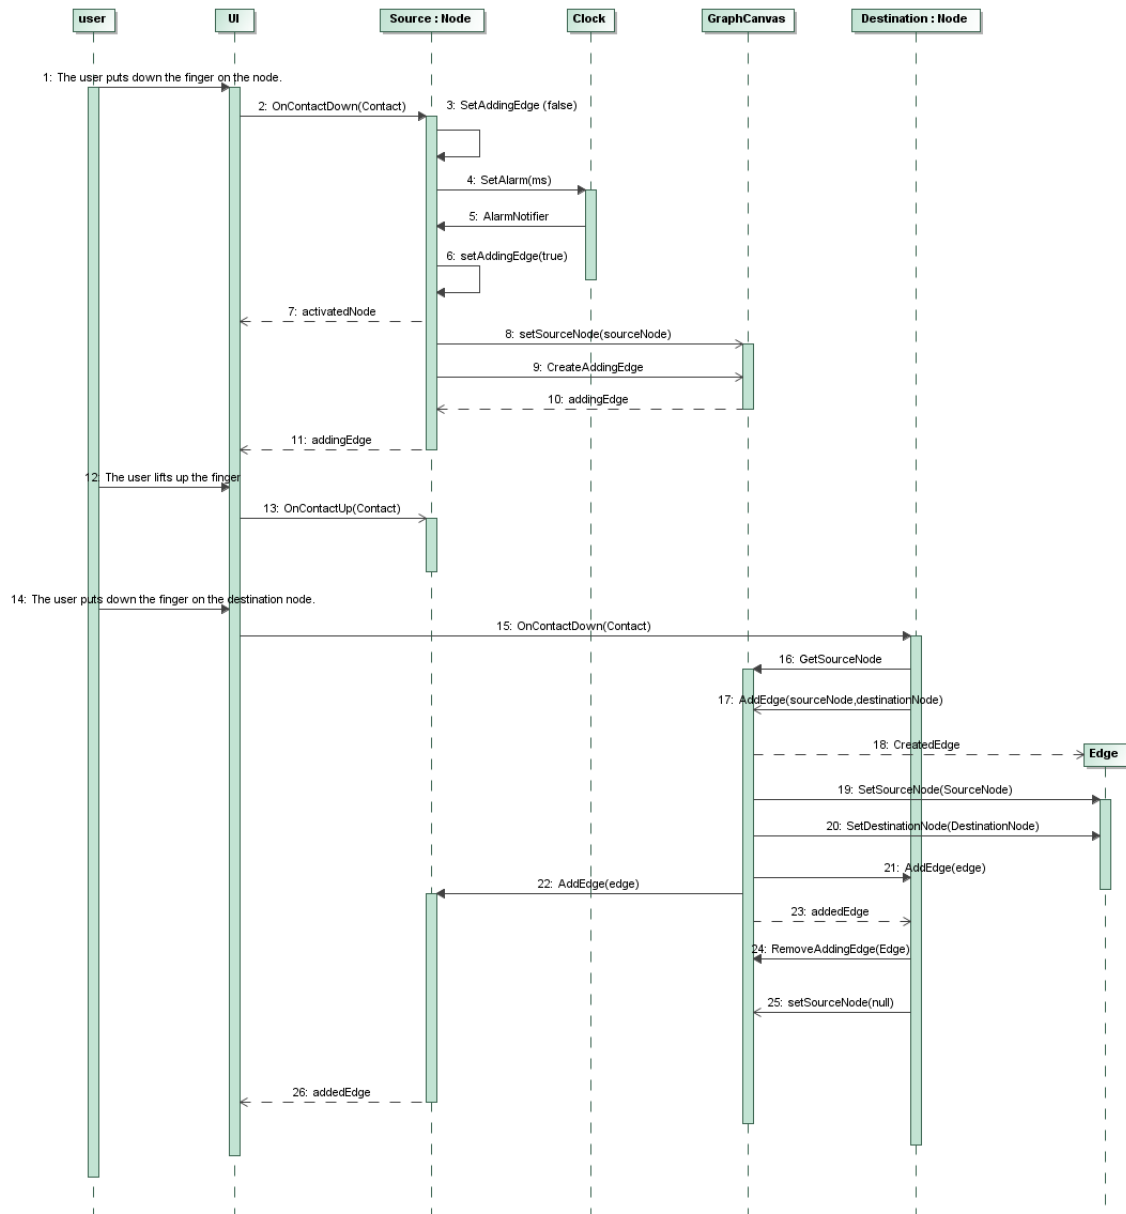 user
UI
Source : Node
Clock
GraphCanvas
Destination : Node
1: The user puts down the finger on the node.
2: OnContactDown(Contact)
3: SetAddingEdge (false)
4: SetAlarm(ms)
5: AlarmNotifier
6: setAddingEdge(true)
7: activatedNode
8: setSourceNode(sourceNode)
9: CreateAddingEdge
10: addingEdge
11: addingEdge
12: The user lifts up the finger
13: OnContactUp(Contact)
14: The user puts down the finger on the destination node.
15: OnContactDown(Contact)
16: GetSourceNode
17: AddEdge(sourceNode,destinationNode)
18: CreatedEdge
Edge
19: SetSourceNode(SourceNode)
20: SetDestinationNode(DestinationNode)
21: AddEdge(edge)
22: AddEdge(edge)
23: addedEdge
24: RemoveAddingEdge(Edge)
25: setSourceNode(null)
26: addedEdge